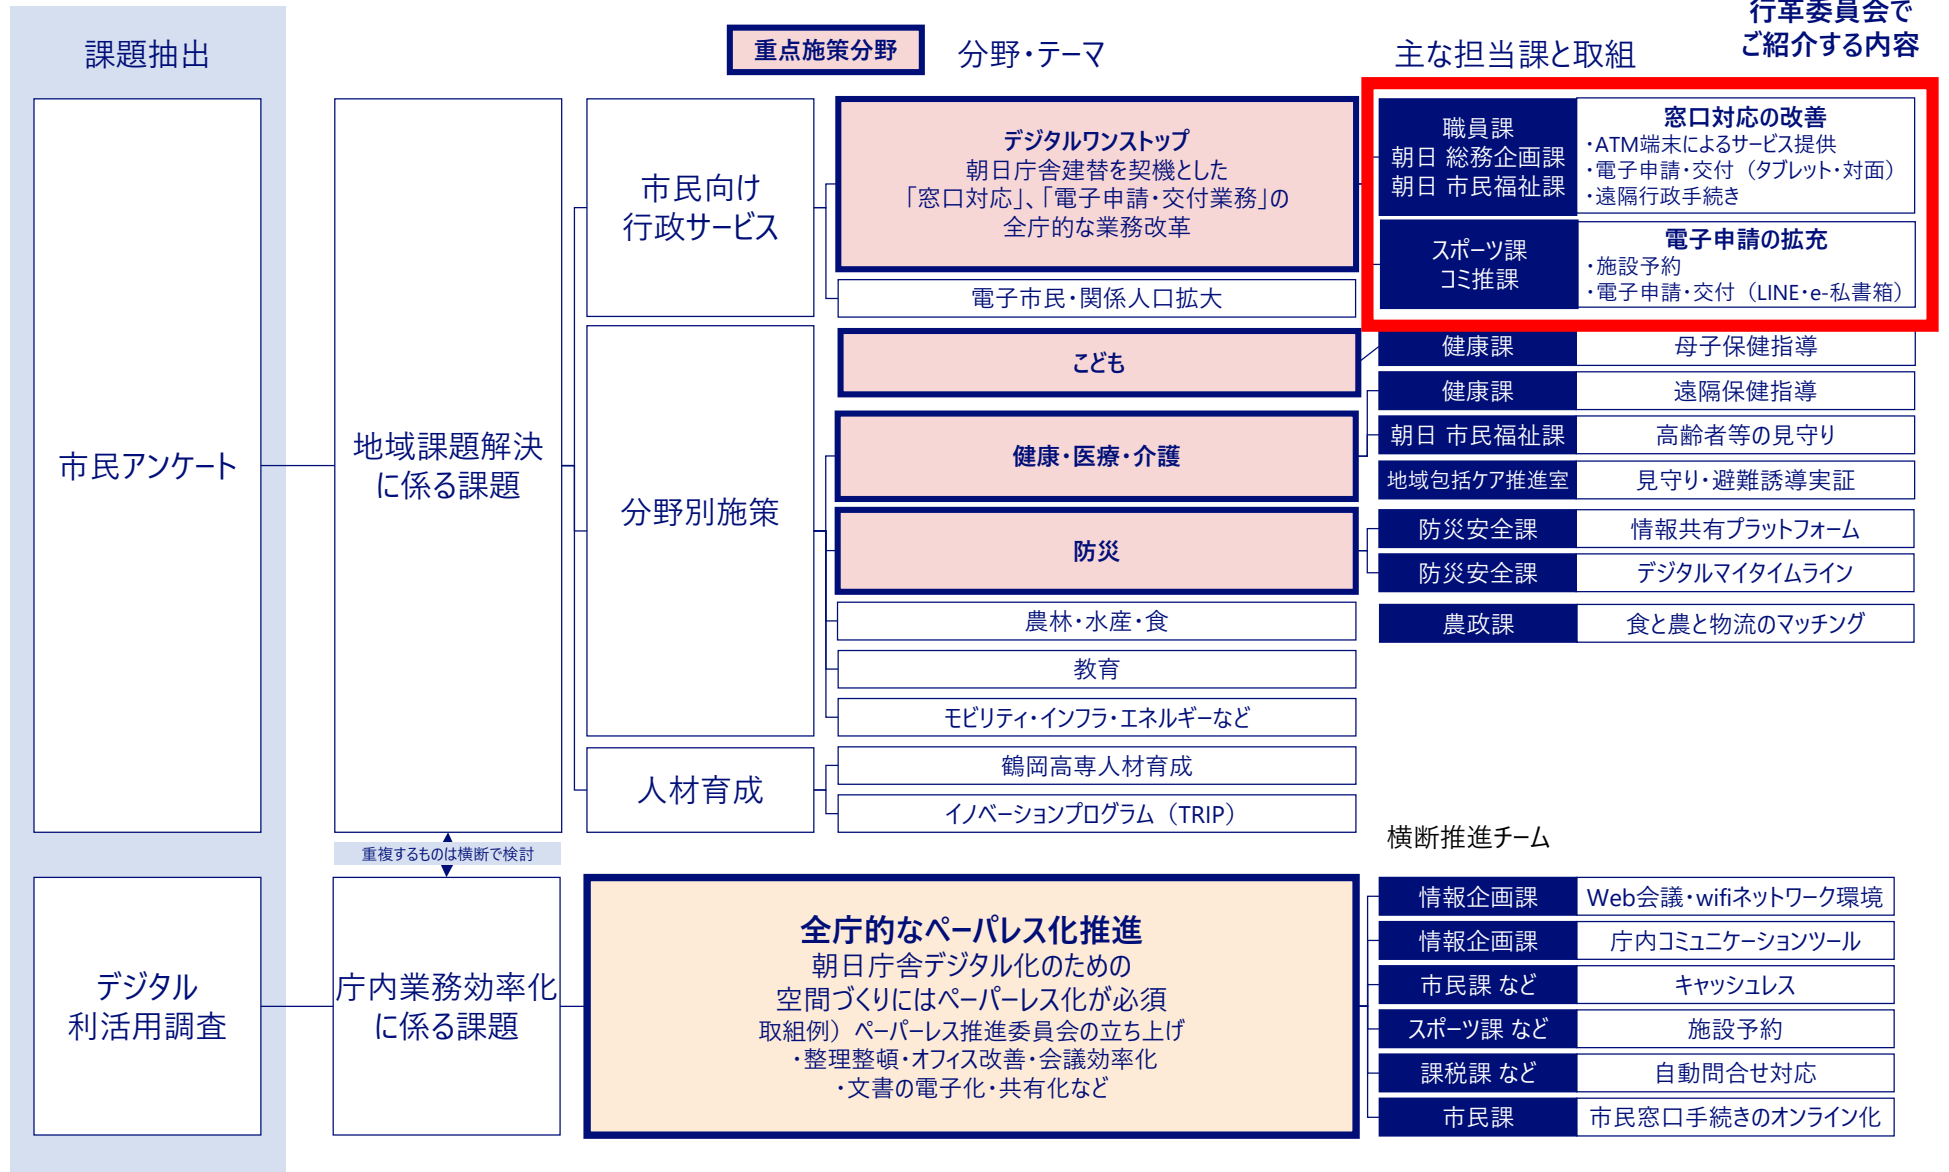 行革委員会で
ご紹介する内容
課題抽出
重点施策分野
分野・テーマ
主な担当課と取組
市民アンケート
地域課題解決
に係る課題
市民向け
行政サービス
デジタルワンストップ
朝日庁舎建替を契機とした
「窓口対応」、「電子申請・交付業務」の
全庁的な業務改革
電子市民・関係人口拡大
職員課
朝日 総務企画課
朝日 市民福祉課
窓口対応の改善
・ATM端末によるサービス提供
・電子申請・交付（タブレット・対面）
・遠隔行政手続き
スポーツ課
コミ推課
電子申請の拡充
・施設予約
・電子申請・交付（LINE・e-私書箱）
分野別施策
こども
健康課
母子保健指導
健康・医療・介護
健康課
遠隔保健指導
朝日 市民福祉課
高齢者等の見守り
地域包括ケア推進室
見守り・避難誘導実証
防災
防災安全課
情報共有プラットフォーム
防災安全課
デジタルマイタイムライン
農林・水産・食
農政課
食と農と物流のマッチング
教育
モビリティ・インフラ・エネルギーなど
人材育成
鶴岡高専人材育成
イノベーションプログラム（TRIP）
重複するものは横断で検討
横断推進チーム
デジタル
利活用調査
庁内業務効率化
に係る課題
全庁的なペーパレス化推進
朝日庁舎デジタル化のための
空間づくりにはペーパーレス化が必須
取組例）ペーパーレス推進委員会の立ち上げ
・整理整頓・オフィス改善・会議効率化
・文書の電子化・共有化など
情報企画課
Web会議・wifiネットワーク環境
情報企画課
庁内コミュニケーションツール
市民課 など
キャッシュレス
スポーツ課 など
施設予約
課税課 など
自動問合せ対応
市民課
市民窓口手続きのオンライン化